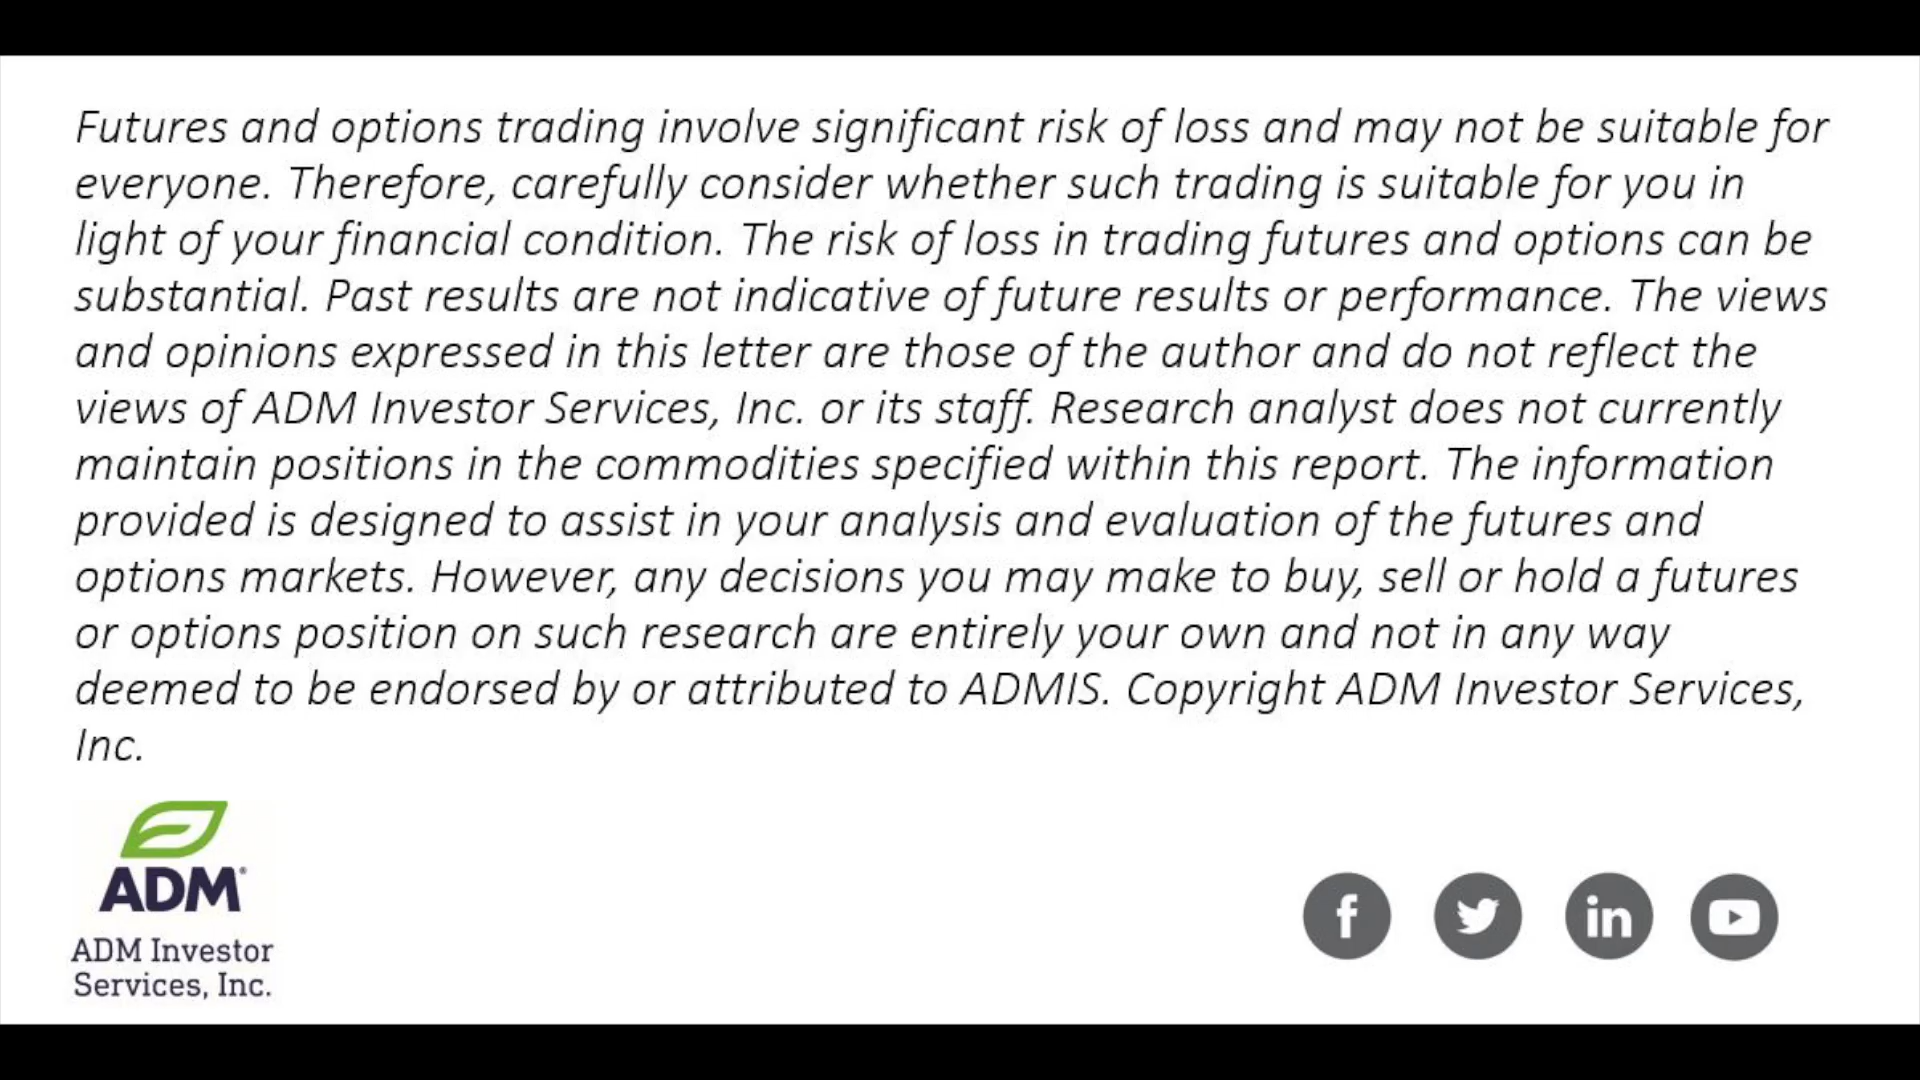 Futures and options trading involve significant risk of loss and may not be suitable for
everyone. Therefore, carefully consider whether such trading is suitable for you in
light of your financial condition. The risk of loss in trading futures and options can be
substantial. Past results are not indicative of future results or performance. The views
and opinions expressed in this letter are those of the author and do not reflect the
views of ADM Investor Services, Inc. or its staff. Research analyst does not currently
maintain positions in the commodities specified within this report. The information
provided is designed to assist in your analysis and evaluation of the futures and
options markets. However, any decisions you may make to buy, sell or hold a futures
or options position on such research are entirely your own and not in any way
deemed to be endorsed by or attributed to ADMIS. Copyright ADM Investor Services,
Inc.
ADM®
ADM Investor
Services, Inc.
f
in